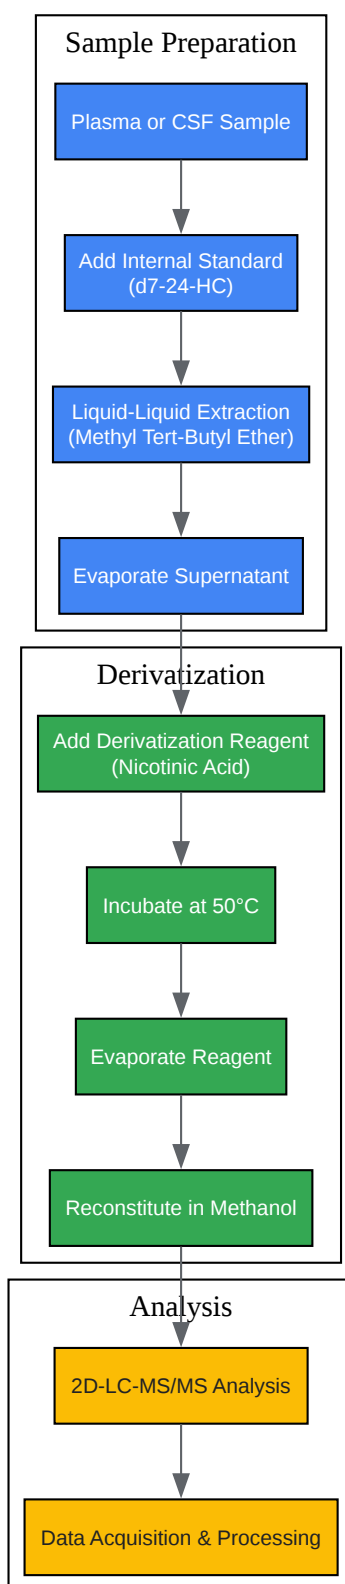 Sample Preparation
Plasma or CSF Sample
Add Internal Standard
(d7-24-HC)
Liquid-Liquid Extraction
(Methyl Tert-Butyl Ether)
Evaporate Supernatant
Derivatization
Add Derivatization Reagent
(Nicotinic Acid)
Incubate at 50°C
Evaporate Reagent
Reconstitute in Methanol
Analysis
2D-LC-MS/MS Analysis
Data Acquisition & Processing